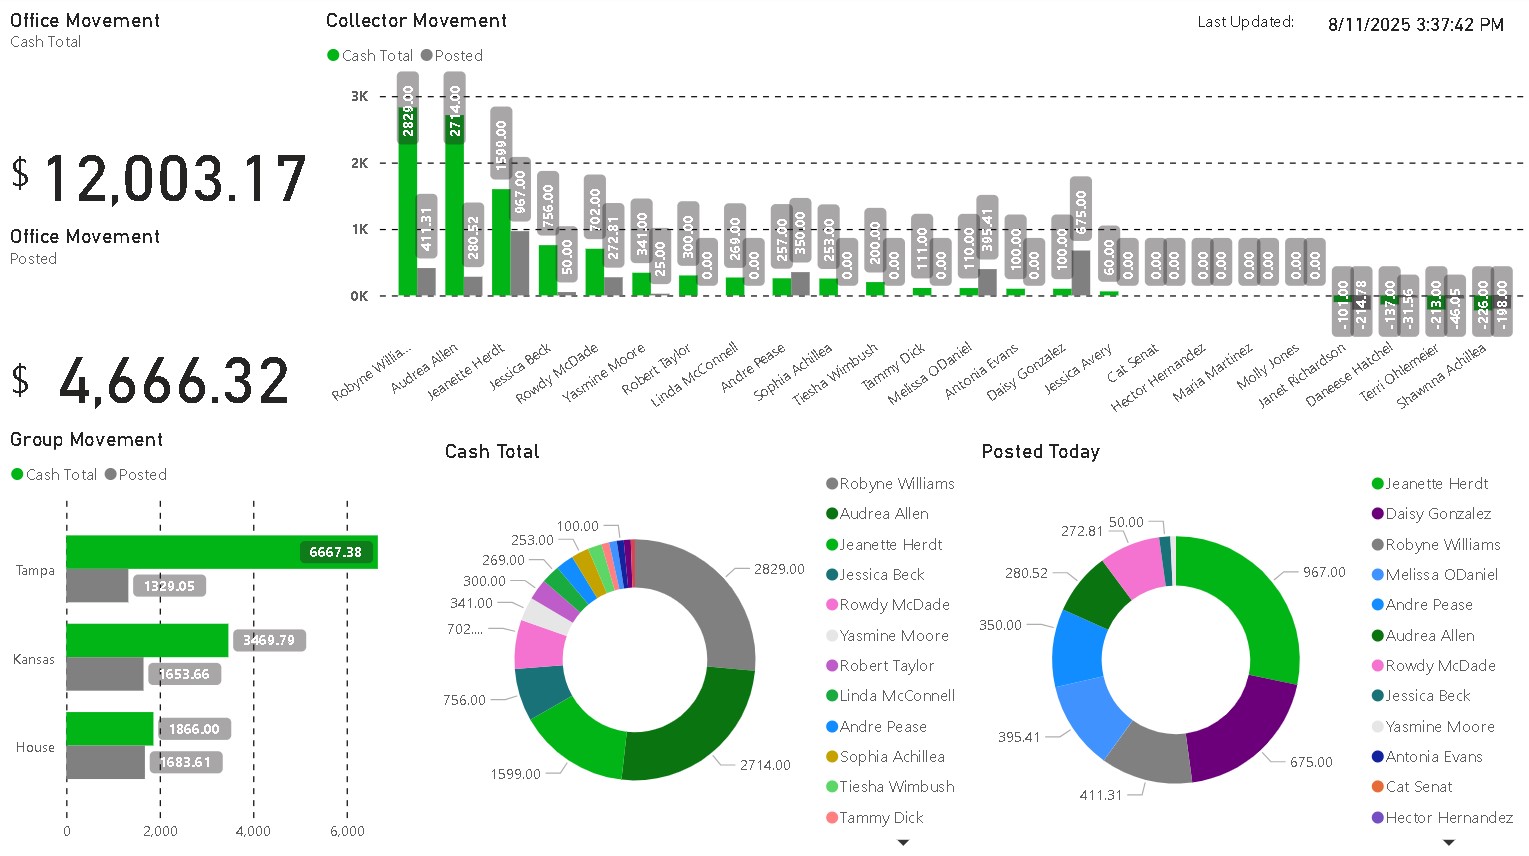 Office Movement
Cash Total
$ 12,003.17
Office Movement
Posted
$ 4,666.32
Collector Movement
Last Updated: 8/11/2025 3:37:42 PM
Cash Total Posted
3K
2K
1K
0K
2829.00 411.31
2714.00 280.52
1599.00 967.00
756.00 50.00
702.00 272.81
341.00 25.00
300.00 0.00
269.00 0.00
257.00 350.00
253.00 0.00
200.00 0.00
111.00 0.00
110.00 395.41
100.00 0.00
100.00 675.00
60.00 0.00
0.00 0.00
0.00 0.00
0.00 0.00
0.00 0.00
-101.00 -214.78
-137.00 -31.56
-213.00 -46.05
-226.00 -198.00
Robyne Willia...
Audrea Allen
Jeanette Herdt
Jessica Beck
Rowdy McDade
Yasmine Moore
Robert Taylor
Linda McConnell
Andre Pease
Sophia Achillea
Tiesha Wimbush
Tammy Dick
Melissa ODaniel
Antonia Evans
Daisy Gonzalez
Jessica Avery
Cat Senat
Hector Hernandez
Maria Martinez
Molly Jones
Janet Richardson
Daneese Hatchel
Terri Ohlemeier
Shawnna Achillea
Group Movement
Cash Total Posted
Tampa
6667.38
1329.05
Kansas
3469.79
1653.66
House
1866.00
1683.61
0 2,000 4,000 6,000
Cash Total
100.00
253.00
269.00
300.00
341.00
702....
756.00
1599.00
2714.00
2829.00
Robyne Williams
Audrea Allen
Jeanette Herdt
Jessica Beck
Rowdy McDade
Yasmine Moore
Robert Taylor
Linda McConnell
Andre Pease
Sophia Achillea
Tiesha Wimbush
Tammy Dick
Posted Today
50.00
272.81
280.52
350.00
395.41
411.31
675.00
967.00
Jeanette Herdt
Daisy Gonzalez
Robyne Williams
Melissa ODaniel
Andre Pease
Audrea Allen
Rowdy McDade
Jessica Beck
Yasmine Moore
Antonia Evans
Cat Senat
Hector Hernandez